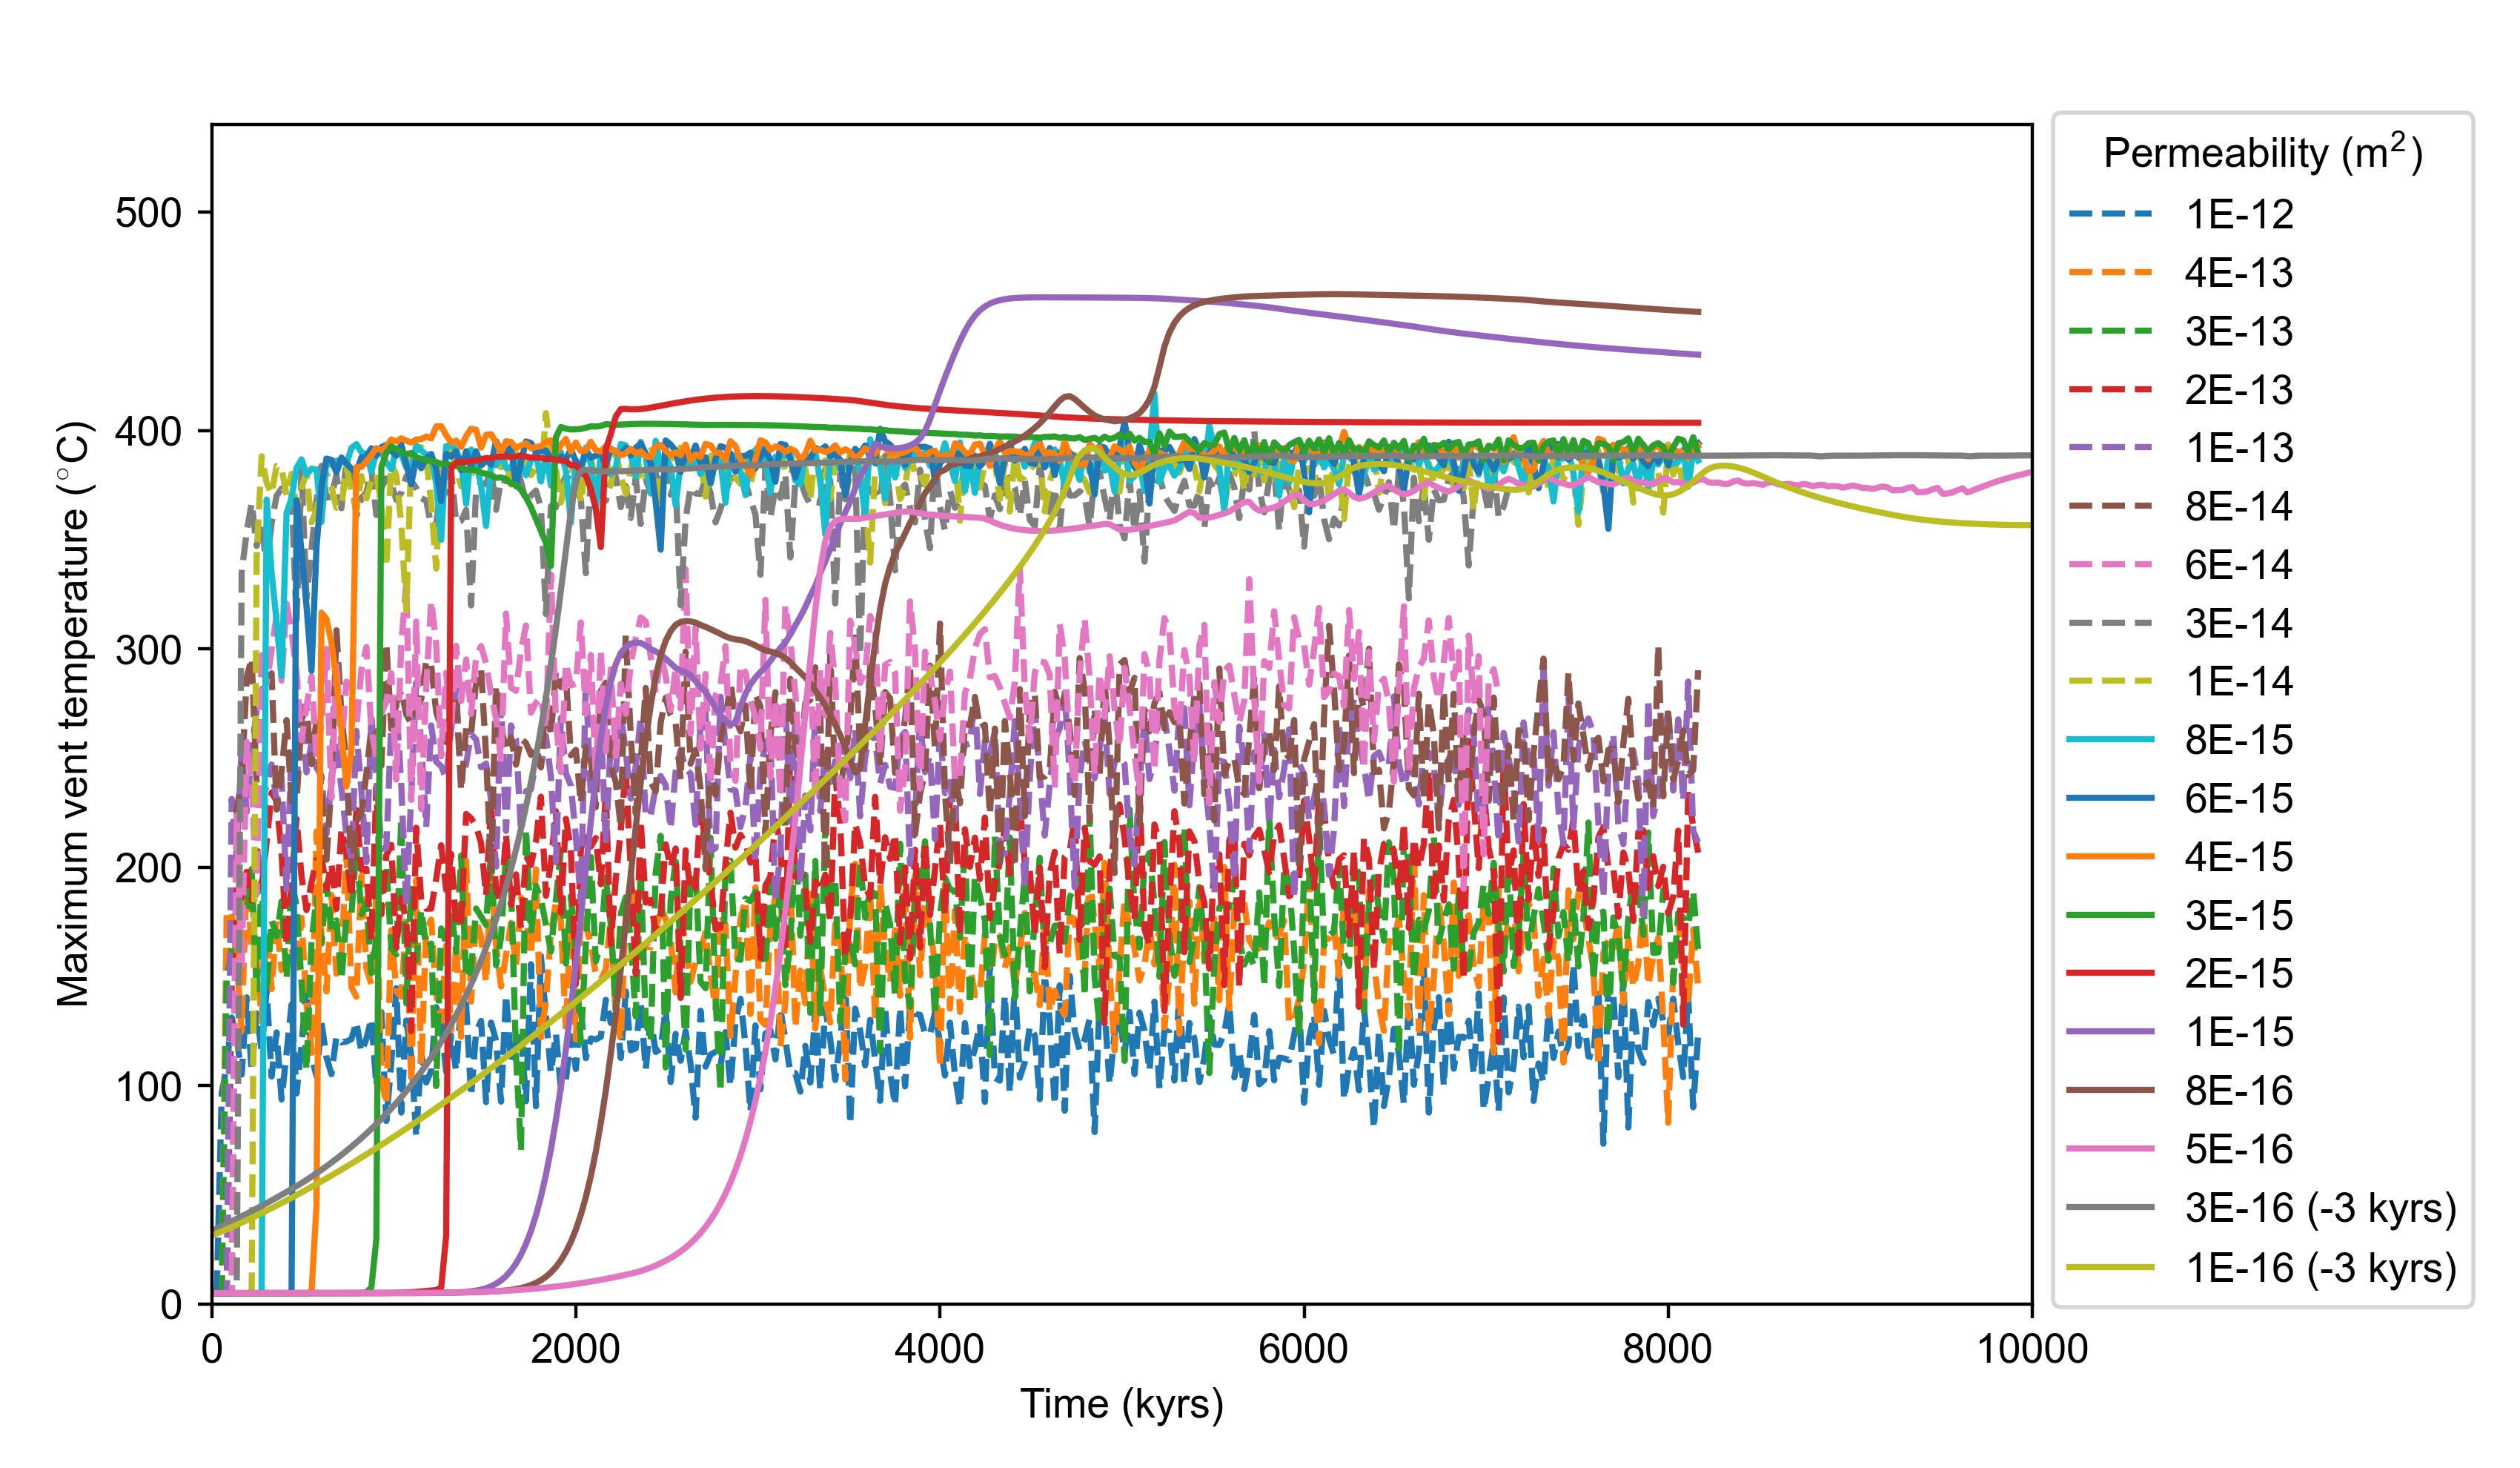 Maximum vent temperature (°C)
500
400
300
200
100
0
0 2000 4000 6000 8000 10000
Time (kyrs)
Permeability (m²)
1E-12
4E-13
3E-13
2E-13
1E-13
8E-14
6E-14
3E-14
1E-14
8E-15
6E-15
4E-15
3E-15
2E-15
1E-15
8E-16
5E-16
3E-16 (-3 kyrs)
1E-16 (-3 kyrs)